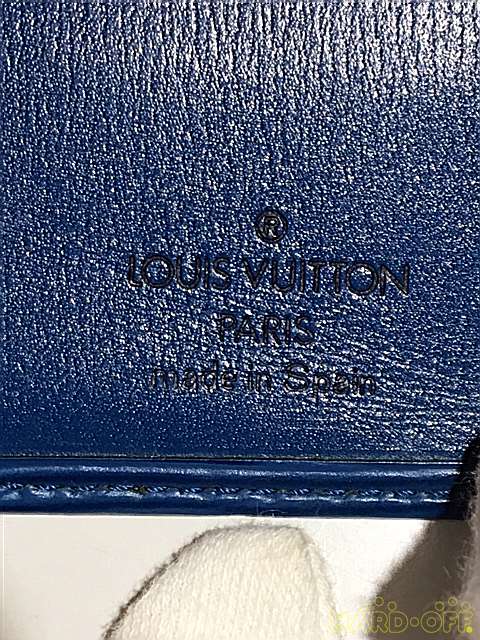 ®
LOUIS VUITTON
PARIS
made in Spain
HARD·OFF